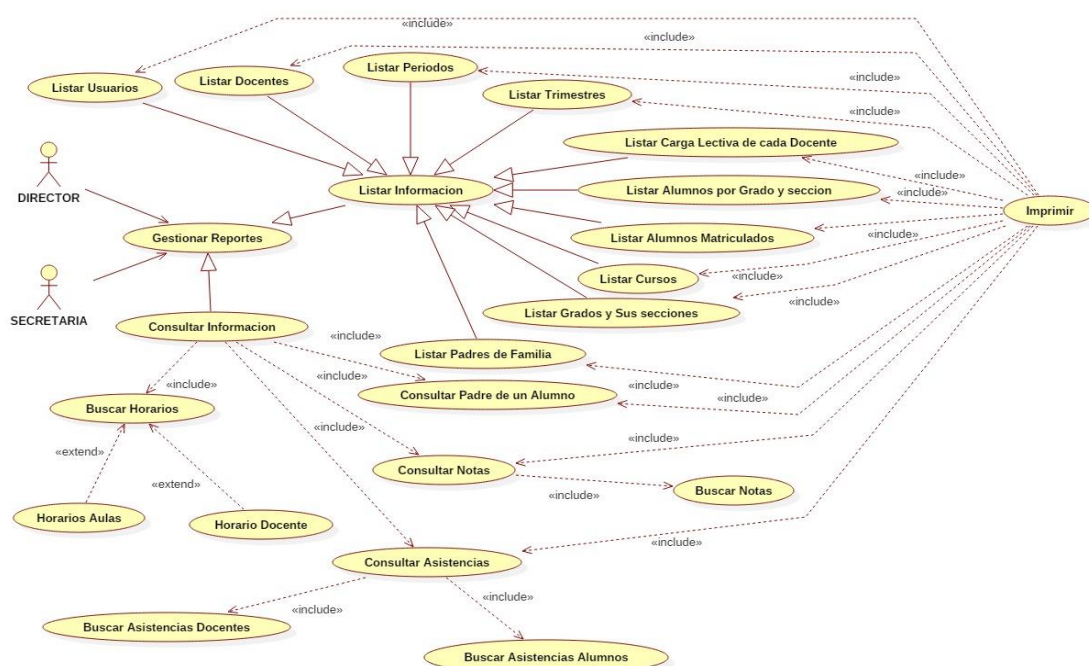 «include»
«include»
Listar Periodos
Listar Docentes
Listar Usuarios
«include»
Listar Trimestres
«include»
Listar Carga Lectiva de cada Docente
DIRECTOR
Listar Informacion
«include»
Listar Alumnos por Grado y seccion
«include»
Imprimir
Gestionar Reportes
Listar Alumnos Matriculados
«include»
«include»
Listar Cursos
SECRETARIA
Listar Grados y Sus secciones
«include»
Consultar Informacion
«include»
«include»
Listar Padres de Familia
«include»
Consultar Padre de un Alumno
Buscar Horarios
«include»
«include»
«extend»
Consultar Notas
«extend»
«include»
Buscar Notas
Horarios Aulas
Horario Docente
«include»
Consultar Asistencias
«include»
«include»
Buscar Asistencias Docentes
Buscar Asistencias Alumnos